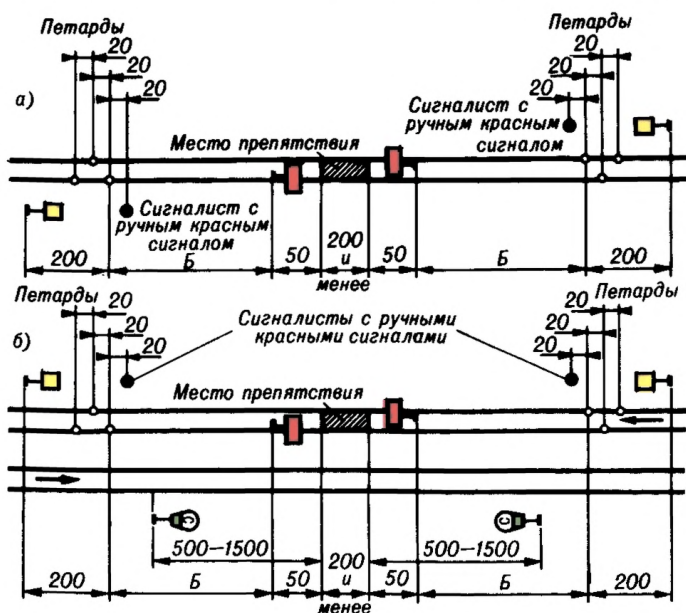 Петарды
20
20
20
Петарды
20
20
20
а)
Сигналист с
ручным красным
сигналом
Место препятствия
Сигналист с
ручным красным
сигналом
200
Б
50
200
и
менее
50
Б
200
Петарды
20
20
20
Сигналисты с ручными
красными сигналами
Петарды
20
20
20
б)
Место препятствия
С
С
500–1500
500–1500
200
Б
50
200
и
менее
50
Б
200